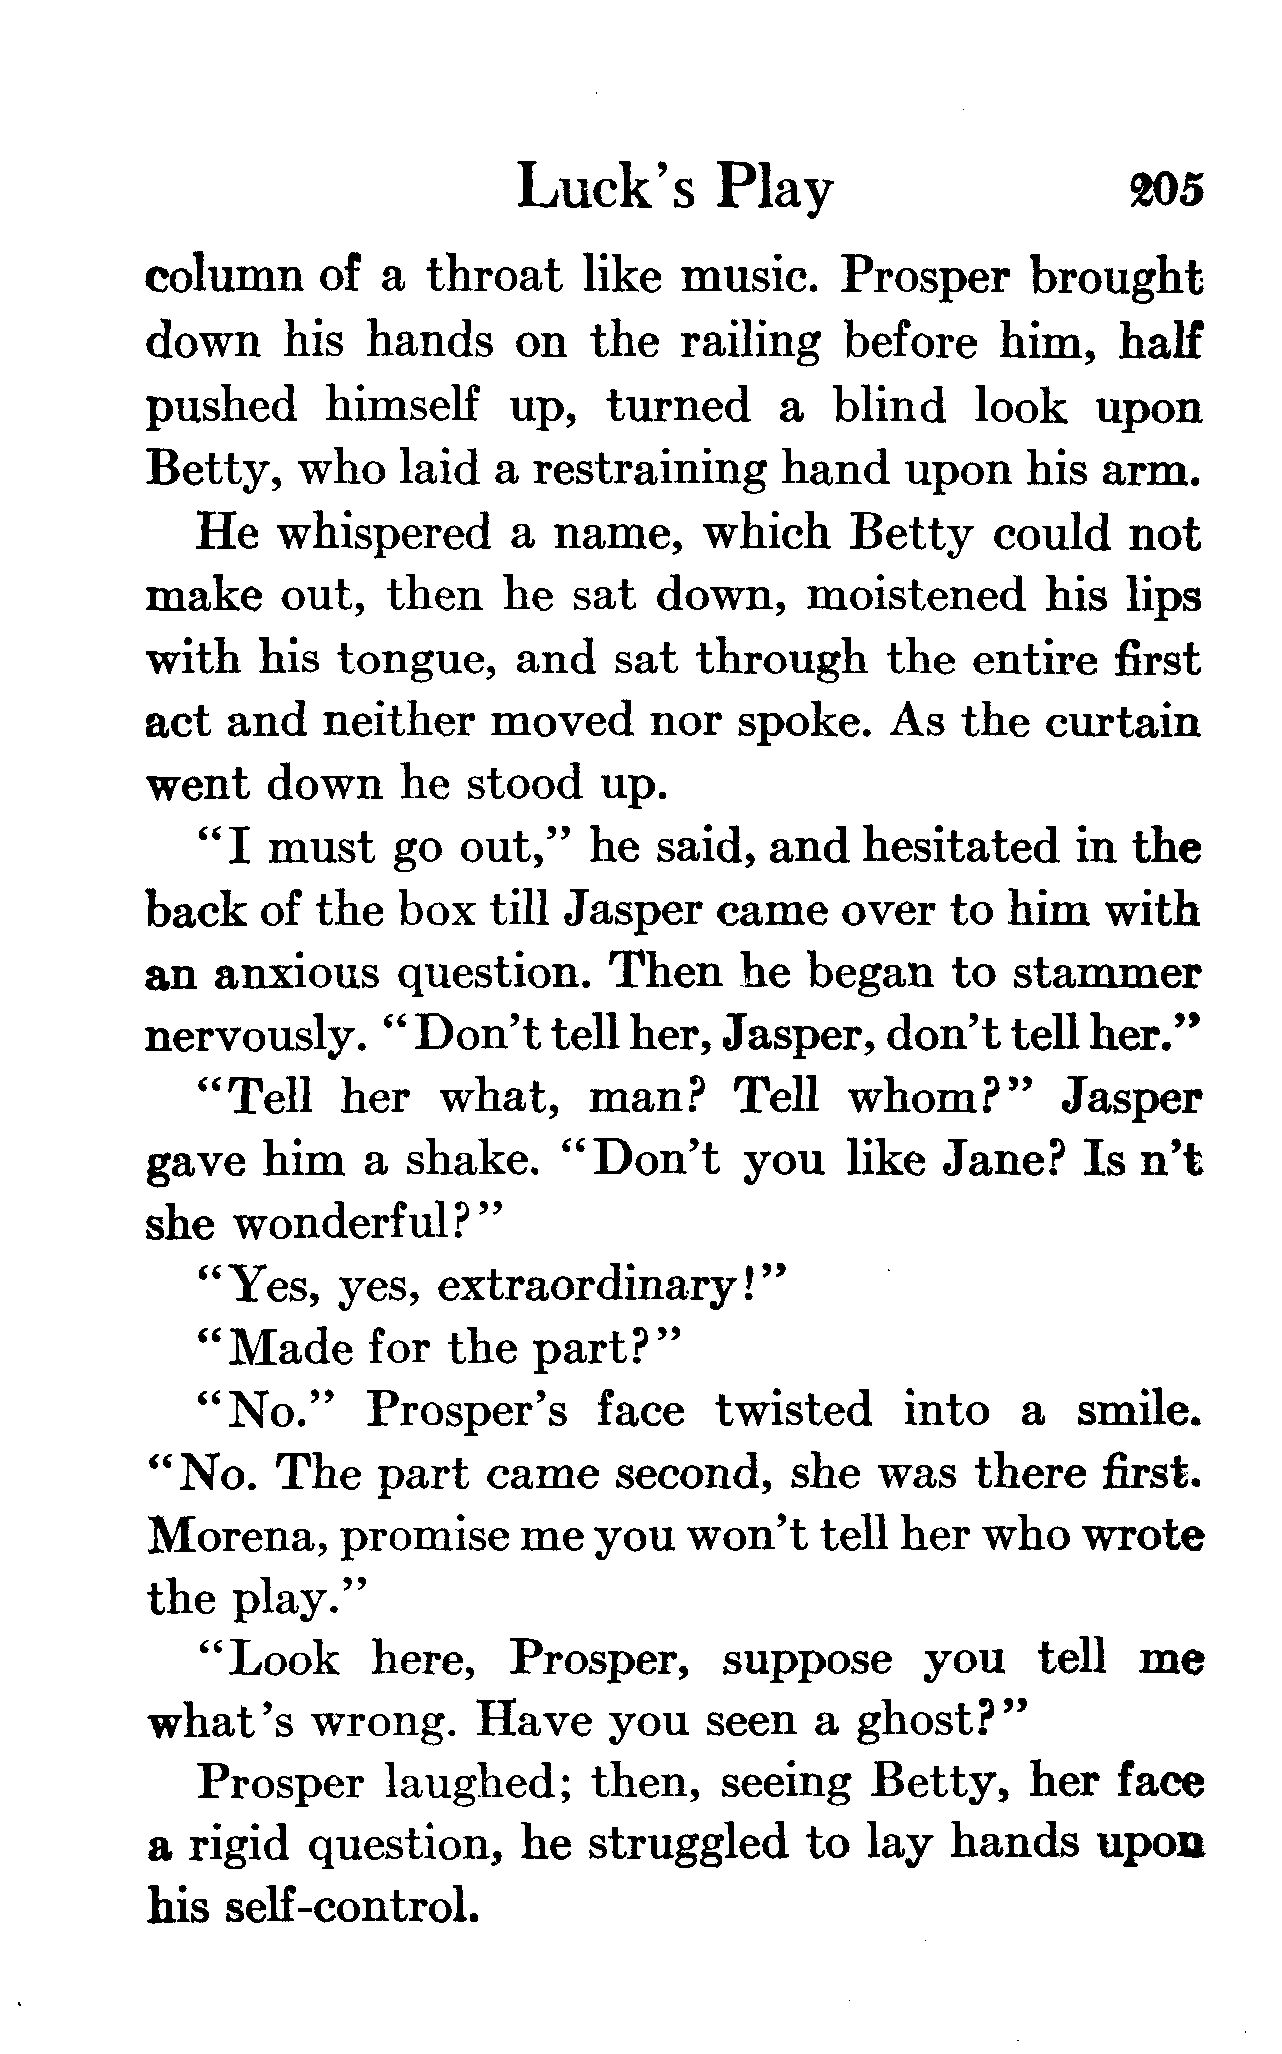 Luck's Play 205
column of a throat like music. Prosper brought
down his hands on the railing before him, half
pushed himself up, turned a blind look upon
Betty, who laid a restraining hand upon his arm.
He whispered a name, which Betty could not
make out, then he sat down, moistened his lips
with his tongue, and sat through the entire first
act and neither moved nor spoke. As the curtain
went down he stood up.
"I must go out," he said, and hesitated in the
back of the box till Jasper came over to him with
an anxious question. Then he began to stammer
nervously. "Don't tell her, Jasper, don't tell her."
"Tell her what, man? Tell whom?" Jasper
gave him a shake. "Don't you like Jane? Is n't
she wonderful?"
"Yes, yes, extraordinary!"
"Made for the part?"
"No." Prosper's face twisted into a smile.
"No. The part came second, she was there first.
Morena, promise me you won't tell her who wrote
the play."
"Look here, Prosper, suppose you tell me
what's wrong. Have you seen a ghost?"
Prosper laughed; then, seeing Betty, her face
a rigid question, he struggled to lay hands upon
his self-control.